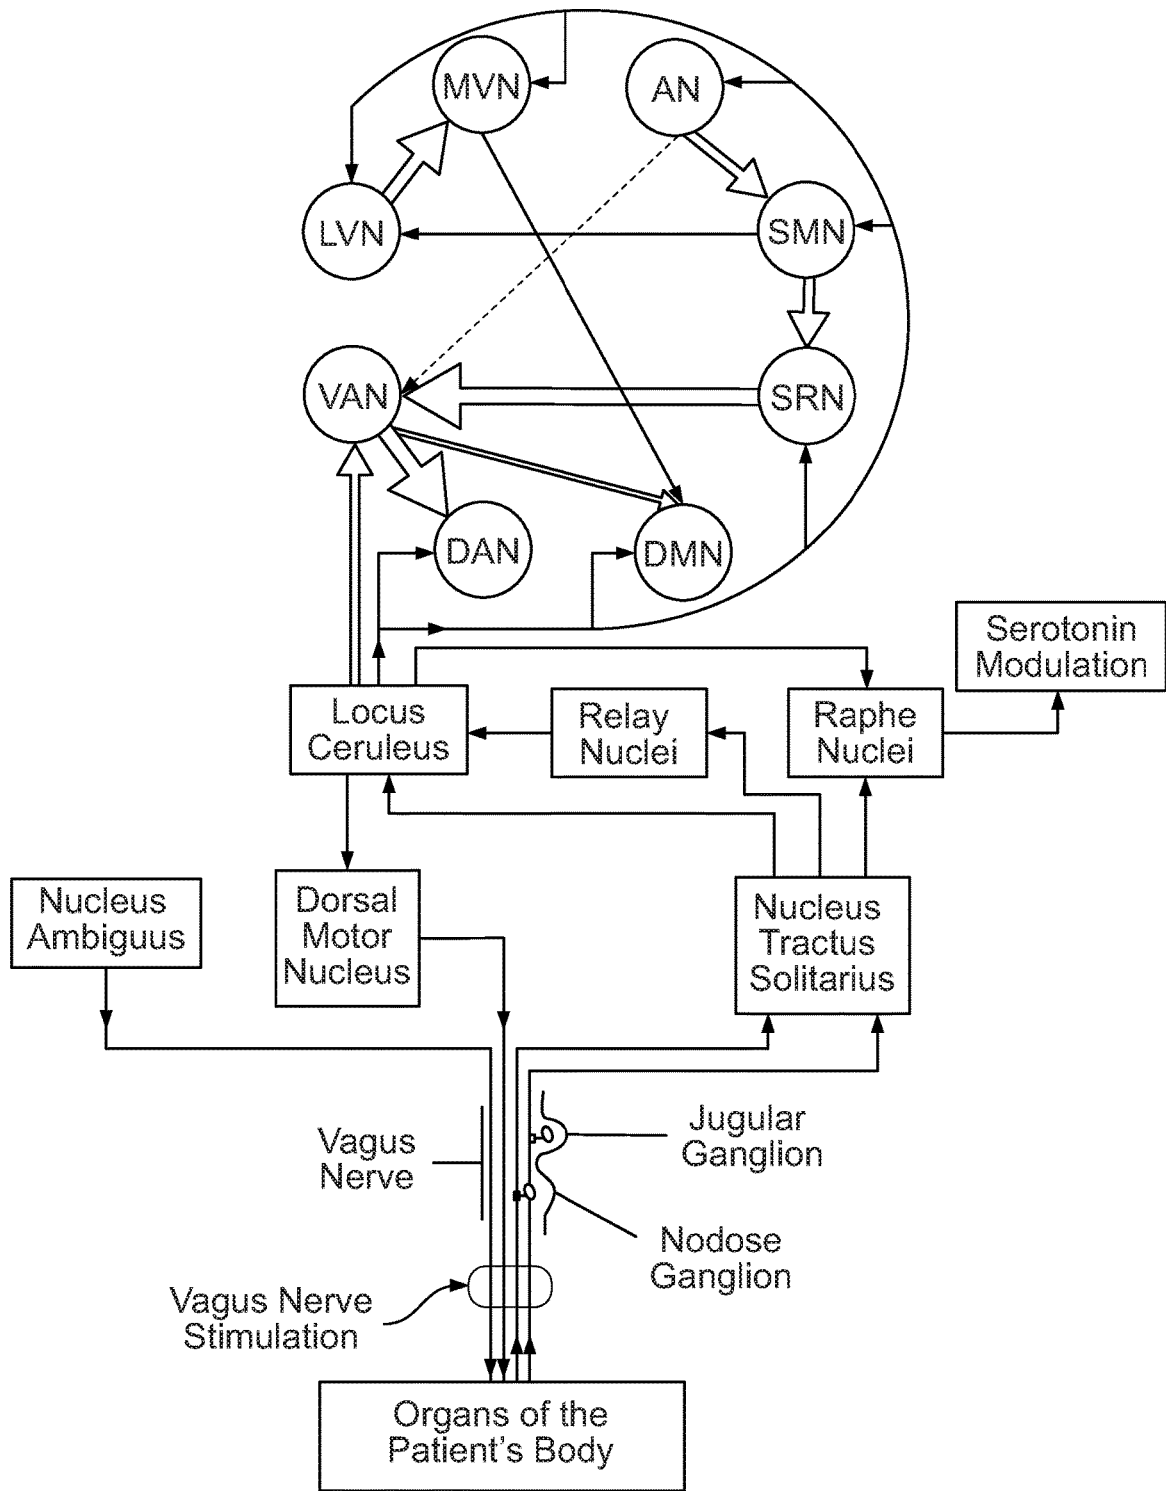 MVN
AN
LVN
SMN
VAN
SRN
DAN
DMN
Serotonin
Modulation
Locus
Ceruleus
Relay
Nuclei
Raphe
Nuclei
Nucleus
Ambiguus
Dorsal
Motor
Nucleus
Nucleus
Tractus
Solitarius
Vagus
Nerve
Jugular
Ganglion
Nodose
Ganglion
Vagus Nerve
Stimulation
Organs of the
Patient's Body